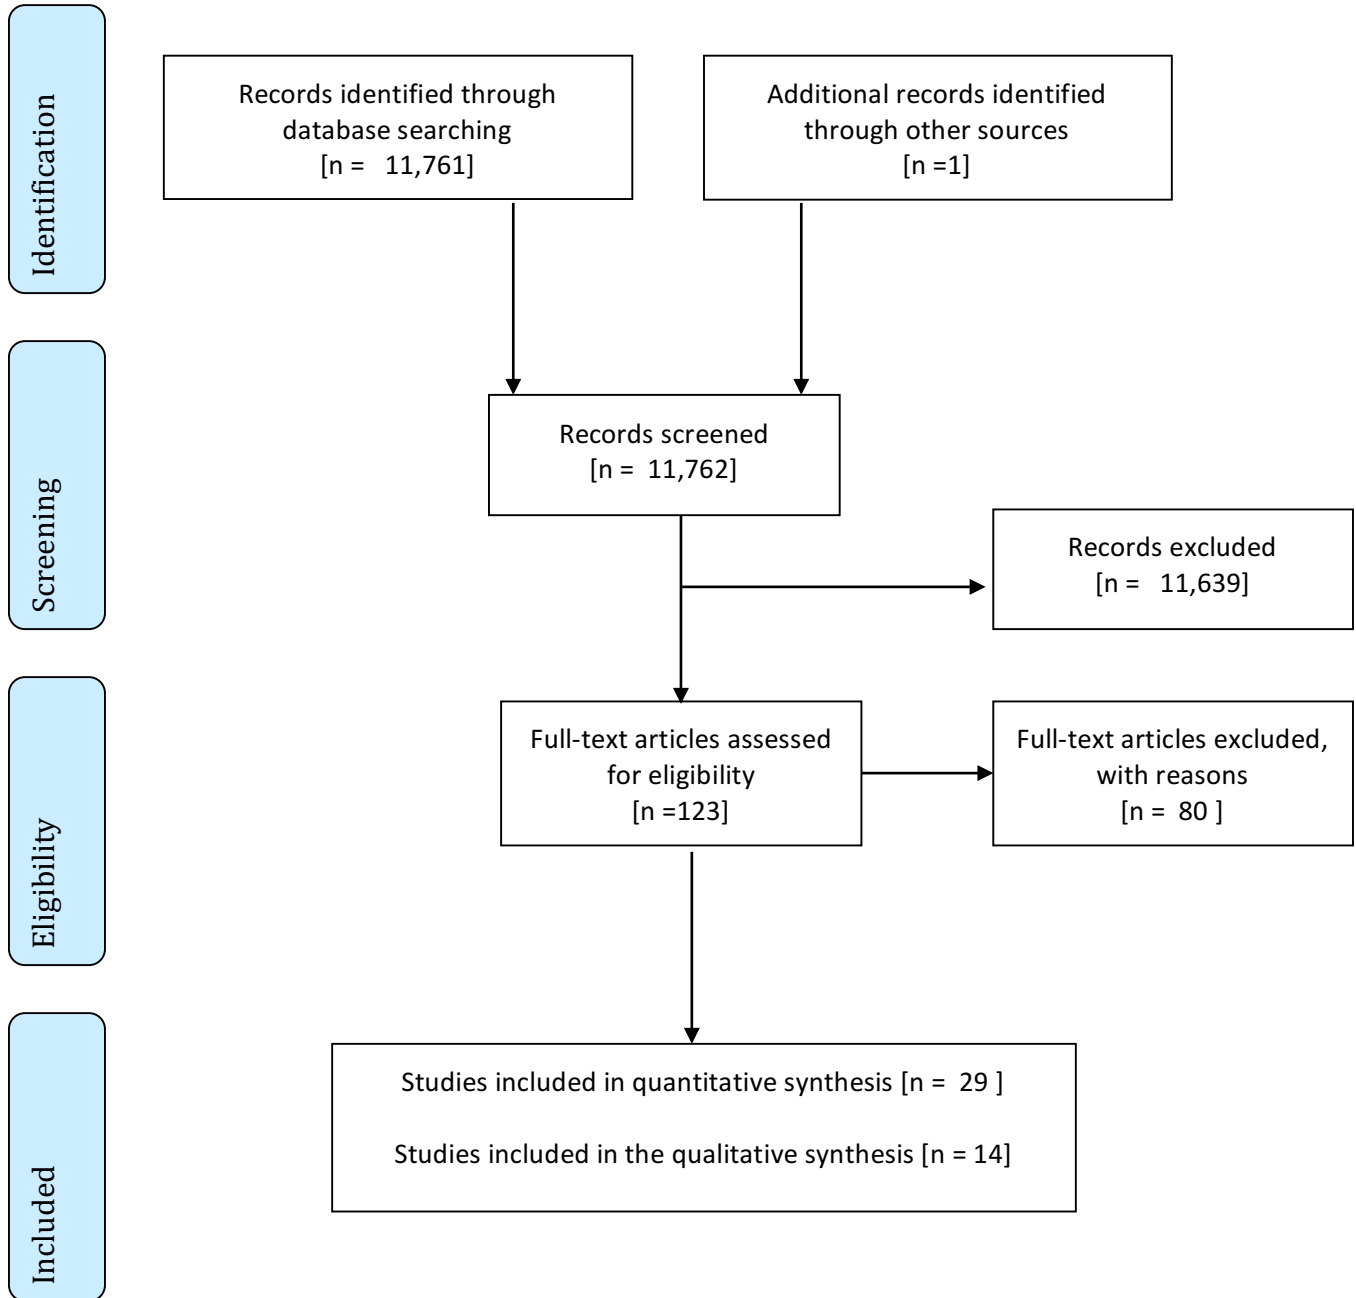 Identification
Records identified through
database searching
[n =   11,761]
Additional records identified
through other sources
[n =1]
Screening
Records screened
[n =  11,762]
Records excluded
[n =   11,639]
Eligibility
Full-text articles assessed
for eligibility
[n =123]
Full-text articles excluded,
with reasons
[n =  80 ]
Included
Studies included in quantitative synthesis [n =  29 ]
Studies included in the qualitative synthesis [n = 14]